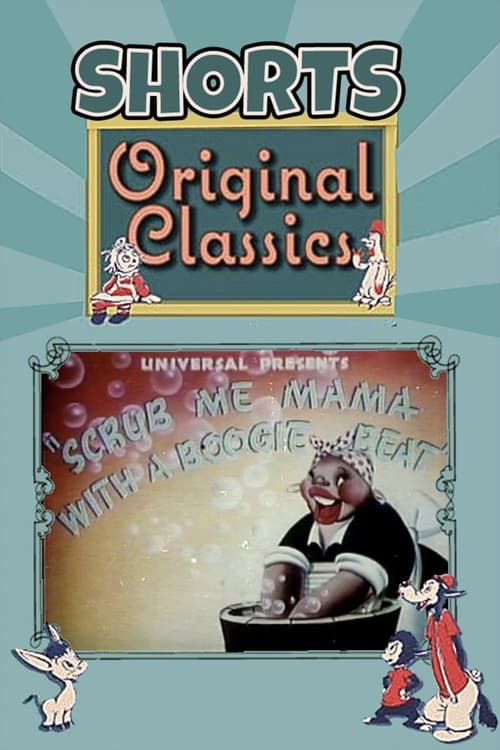 SHORTS
Original
Classics
UNIVERSAL PRESENTS
"SCRUB ME MAMA
WITH A BOOGIE BEAT"